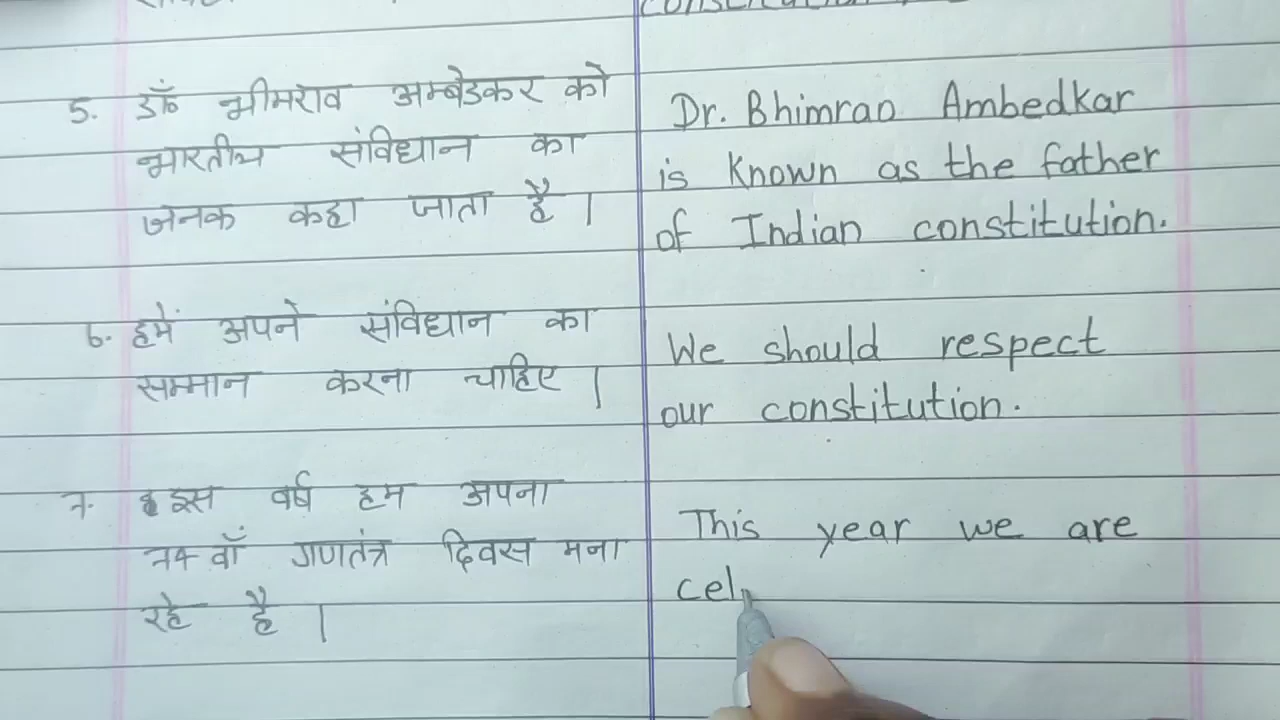 5. डॉ० भीमराव अम्बेडकर को
भारतीय संविधान का
जनक कहा जाता है।
6. हमें अपने संविधान का
सम्मान करना चाहिए।
7. इस वर्ष हम अपना
74 वाँ गणतंत्र दिवस मना
रहे है।
Dr. Bhimrao Ambedkar
is Known as the father
of Indian constitution.
We should respect
our constitution.
This year we are
cel